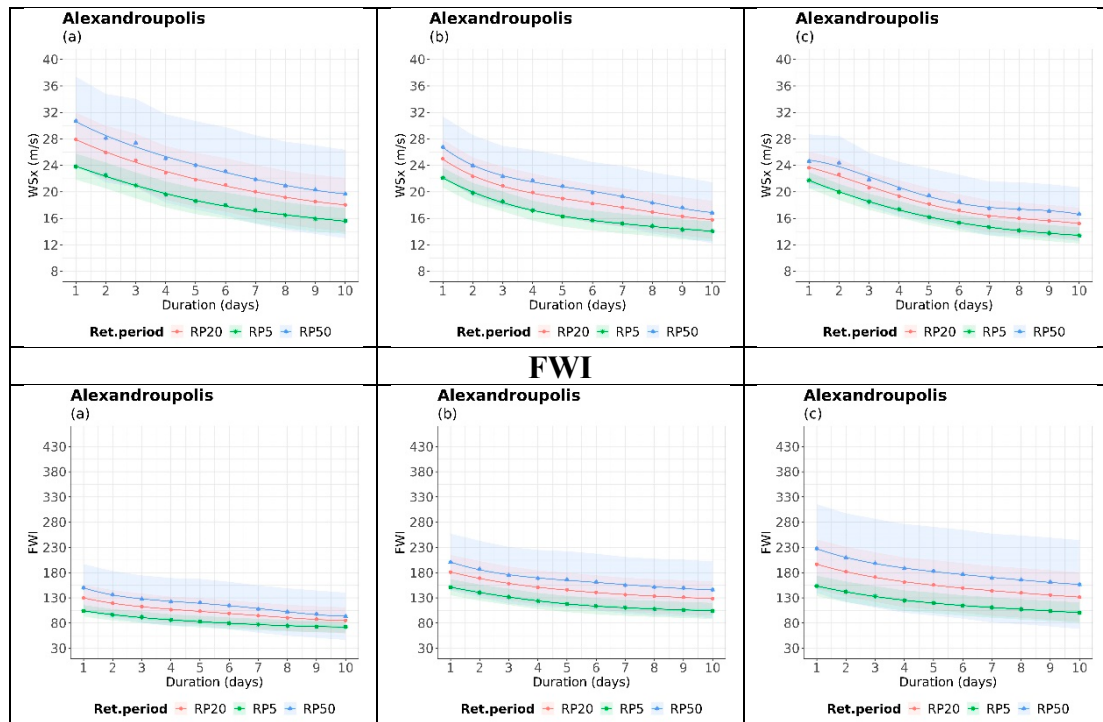 Alexandroupolis
(a)
40
36
32
28
24
20
16
12
8
WSx (m/s)
1 2 3 4 5 6 7 8 9 10
Duration (days)
Ret.period RP20 RP5 RP50
Alexandroupolis
(b)
40
36
32
28
24
20
16
12
8
WSx (m/s)
1 2 3 4 5 6 7 8 9 10
Duration (days)
Ret.period RP20 RP5 RP50
Alexandroupolis
(c)
40
36
32
28
24
20
16
12
8
WSx (m/s)
1 2 3 4 5 6 7 8 9 10
Duration (days)
Ret.period RP20 RP5 RP50
FWI
Alexandroupolis
(a)
430
380
330
280
230
180
130
80
30
FWI
1 2 3 4 5 6 7 8 9 10
Duration (days)
Ret.period RP20 RP5 RP50
Alexandroupolis
(b)
430
380
330
280
230
180
130
80
30
FWI
1 2 3 4 5 6 7 8 9 10
Duration (days)
Ret.period RP20 RP5 RP50
Alexandroupolis
(c)
430
380
330
280
230
180
130
80
30
FWI
1 2 3 4 5 6 7 8 9 10
Duration (days)
Ret.period RP20 RP5 RP50